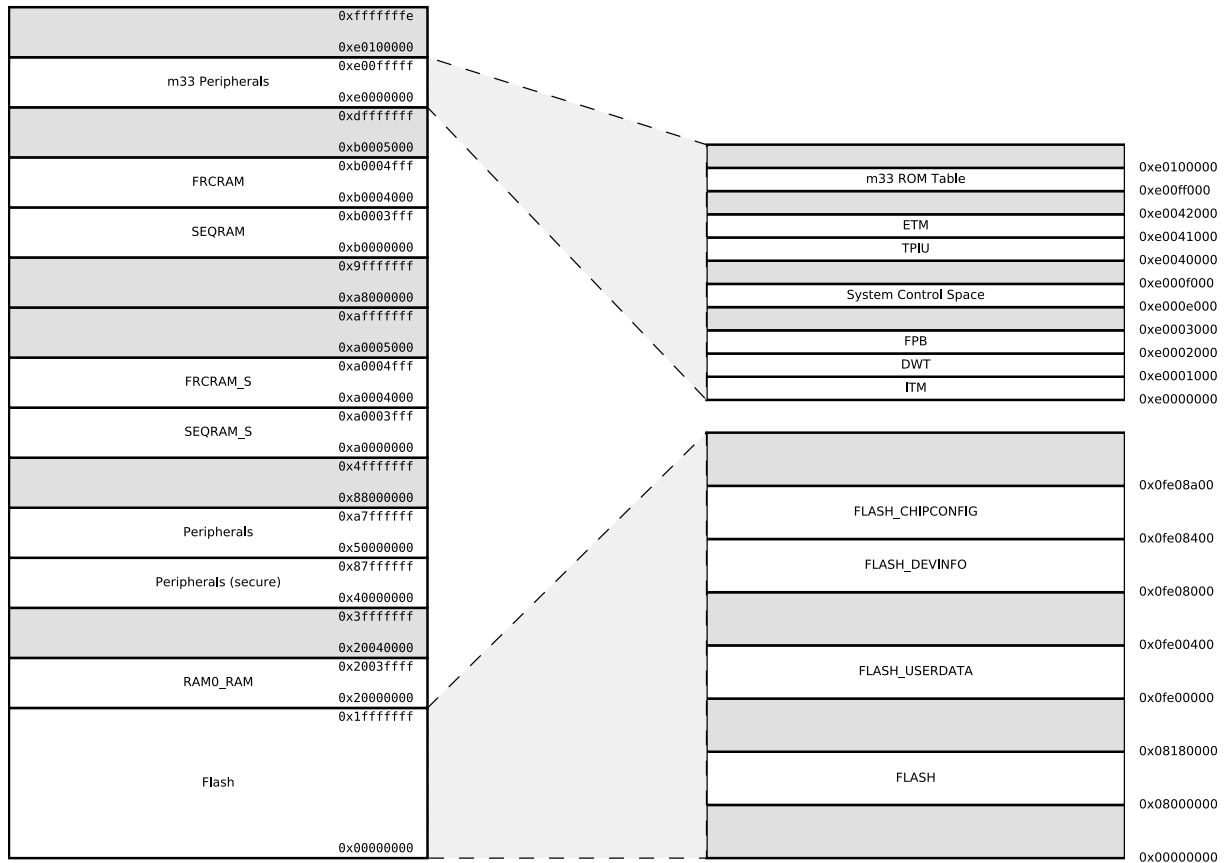 0xfffffffe
0xe0100000
0xe00fffff
m33 Peripherals
0xe0000000
0xdfffffff
0xb0005000
0xb0004fff
FRCRAM
0xb0004000
0xb0003fff
SEQRAM
0xb0000000
0x9fffffff
0xa8000000
0xafffffff
0xa0005000
0xa0004fff
FRCRAM_S
0xa0004000
0xa0003fff
SEQRAM_S
0xa0000000
0x4fffffff
0x88000000
0xa7ffffff
Peripherals
0x50000000
0x87ffffff
Peripherals (secure)
0x40000000
0x3fffffff
0x20040000
0x2003ffff
RAM0_RAM
0x20000000
0x1fffffff
Flash
0x00000000
0xe0100000
m33 ROM Table
0xe00ff000
0xe0042000
ETM
0xe0041000
TPIU
0xe0040000
0xe000f000
System Control Space
0xe000e000
0xe0003000
FPB
0xe0002000
DWT
0xe0001000
ITM
0xe0000000
0x0fe08a00
FLASH_CHIPCONFIG
0x0fe08400
FLASH_DEVINFO
0x0fe08000
0x0fe00400
FLASH_USERDATA
0x0fe00000
0x08180000
FLASH
0x08000000
0x00000000